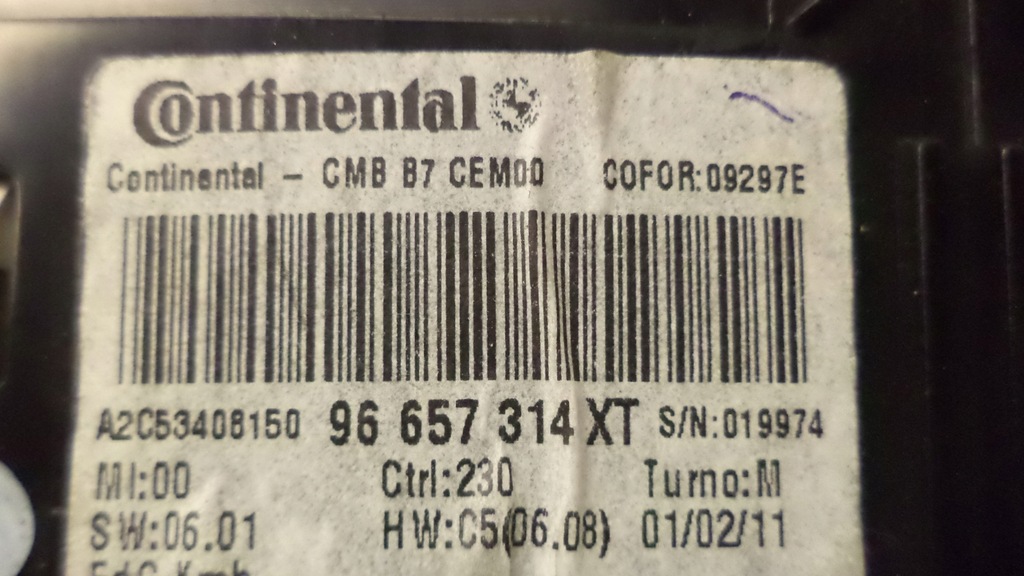 Continental
Continental - CMB B7 CEM00 COFOR:09297E
A2C53408150 96 657 314 XT S/N:019974
MI:00 Ctrl:230 Turno:M
SW:06.01 HW:C5(06.08) 01/02/11